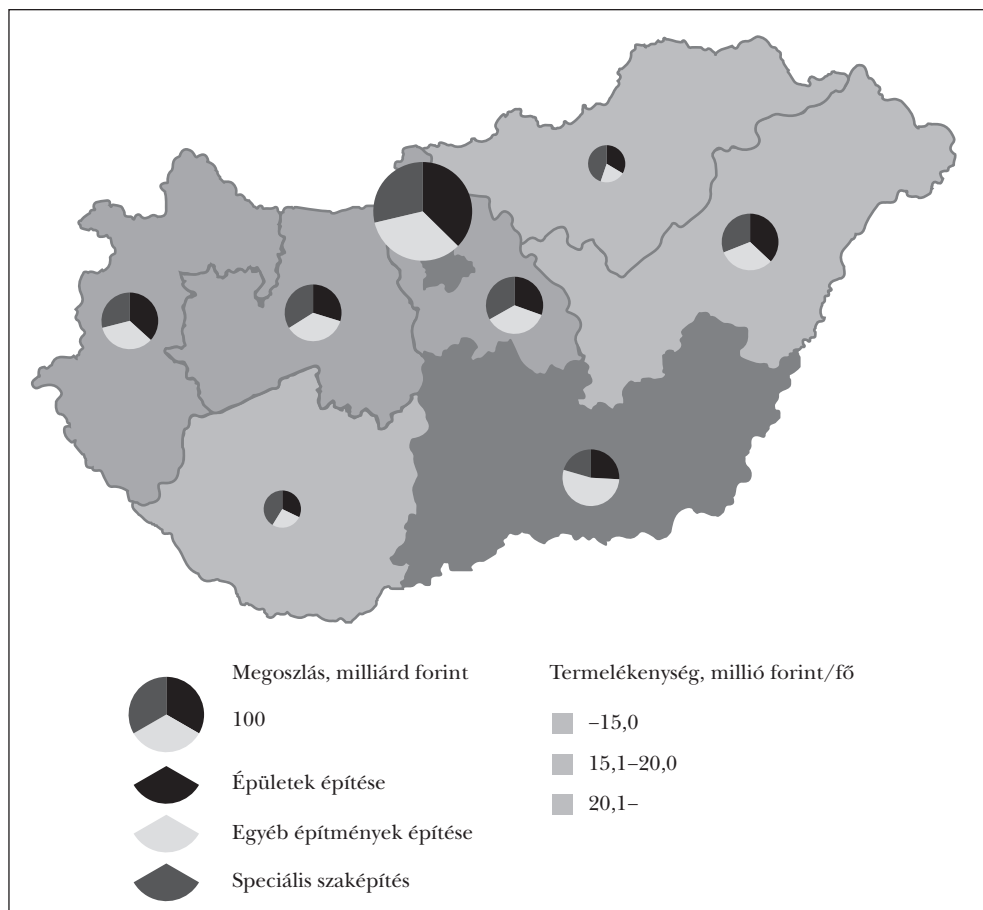 Megoszlás, milliárd forint
100
Épületek építése
Egyéb építmények építése
Speciális szaképítés
Termelékenység, millió forint/fő
–15,0
15,1–20,0
20,1–